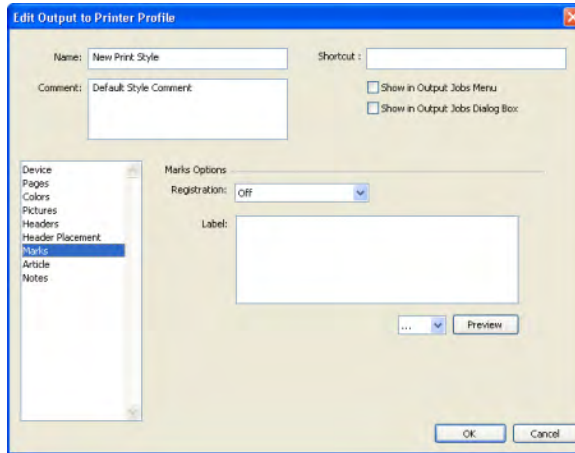 Edit Output to Printer Profile
Name: New Print Style
Shortcut :
Comment: Default Style Comment
Show in Output Jobs Menu
Show in Output Jobs Dialog Box
Device
Pages
Colors
Pictures
Headers
Header Placement
Marks
Article
Notes
Marks Options
Registration: Off
Label:
... Preview
OK Cancel